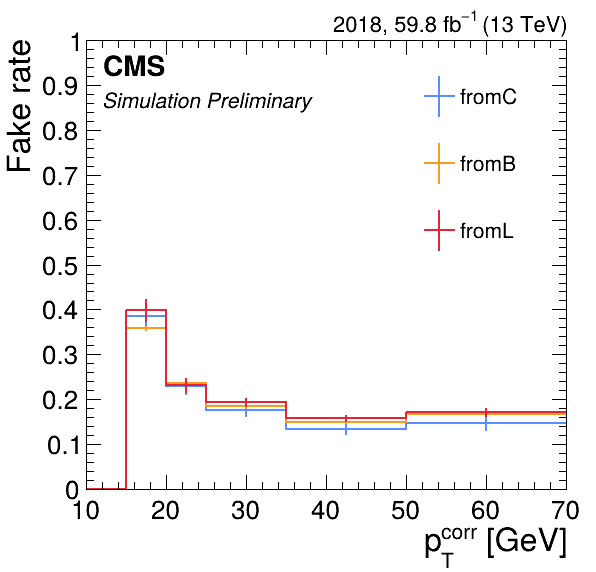 2018, 59.8 fb⁻¹ (13 TeV)
Fake rate
CMS
Simulation Preliminary
fromC
fromB
fromL
1
0.9
0.8
0.7
0.6
0.5
0.4
0.3
0.2
0.1
0
10 20 30 40 50 60 70
p_T^corr [GeV]